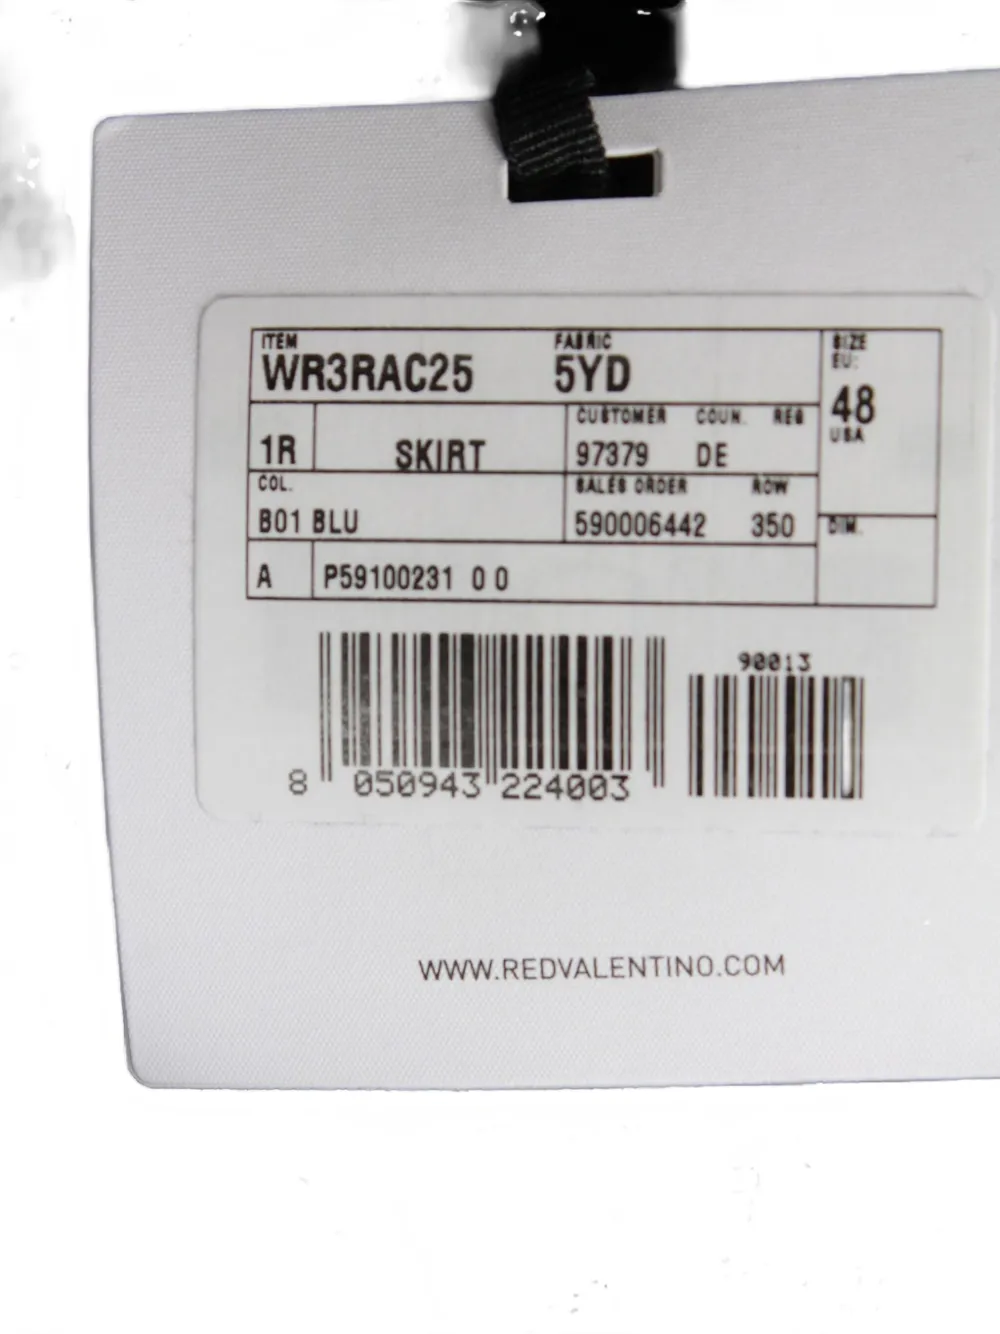 ITEM FABRIC SIZE
WR3RAC25 5YD EU:
48
CUSTOMER COUN. REG
USA
1R SKIRT 97379 DE
COL. SALES ORDER ROW
B01 BLU 590006442 350 DIM.
A P59100231 0 0
90013
8 050943 224003
WWW.REDVALENTINO.COM